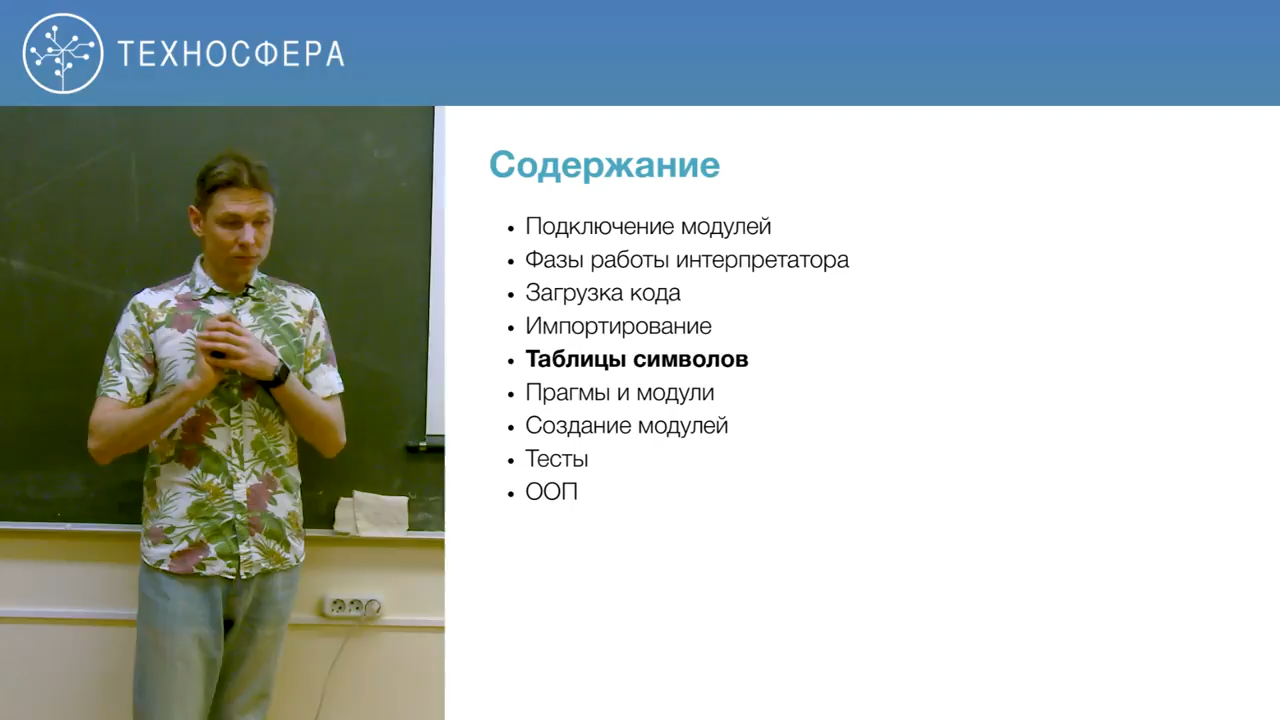 ТЕХНОСФЕРА
Содержание
• Подключение модулей
• Фазы работы интерпретатора
• Загрузка кода
• Импортирование
• Таблицы символов
• Прагмы и модули
• Создание модулей
• Тесты
• ООП